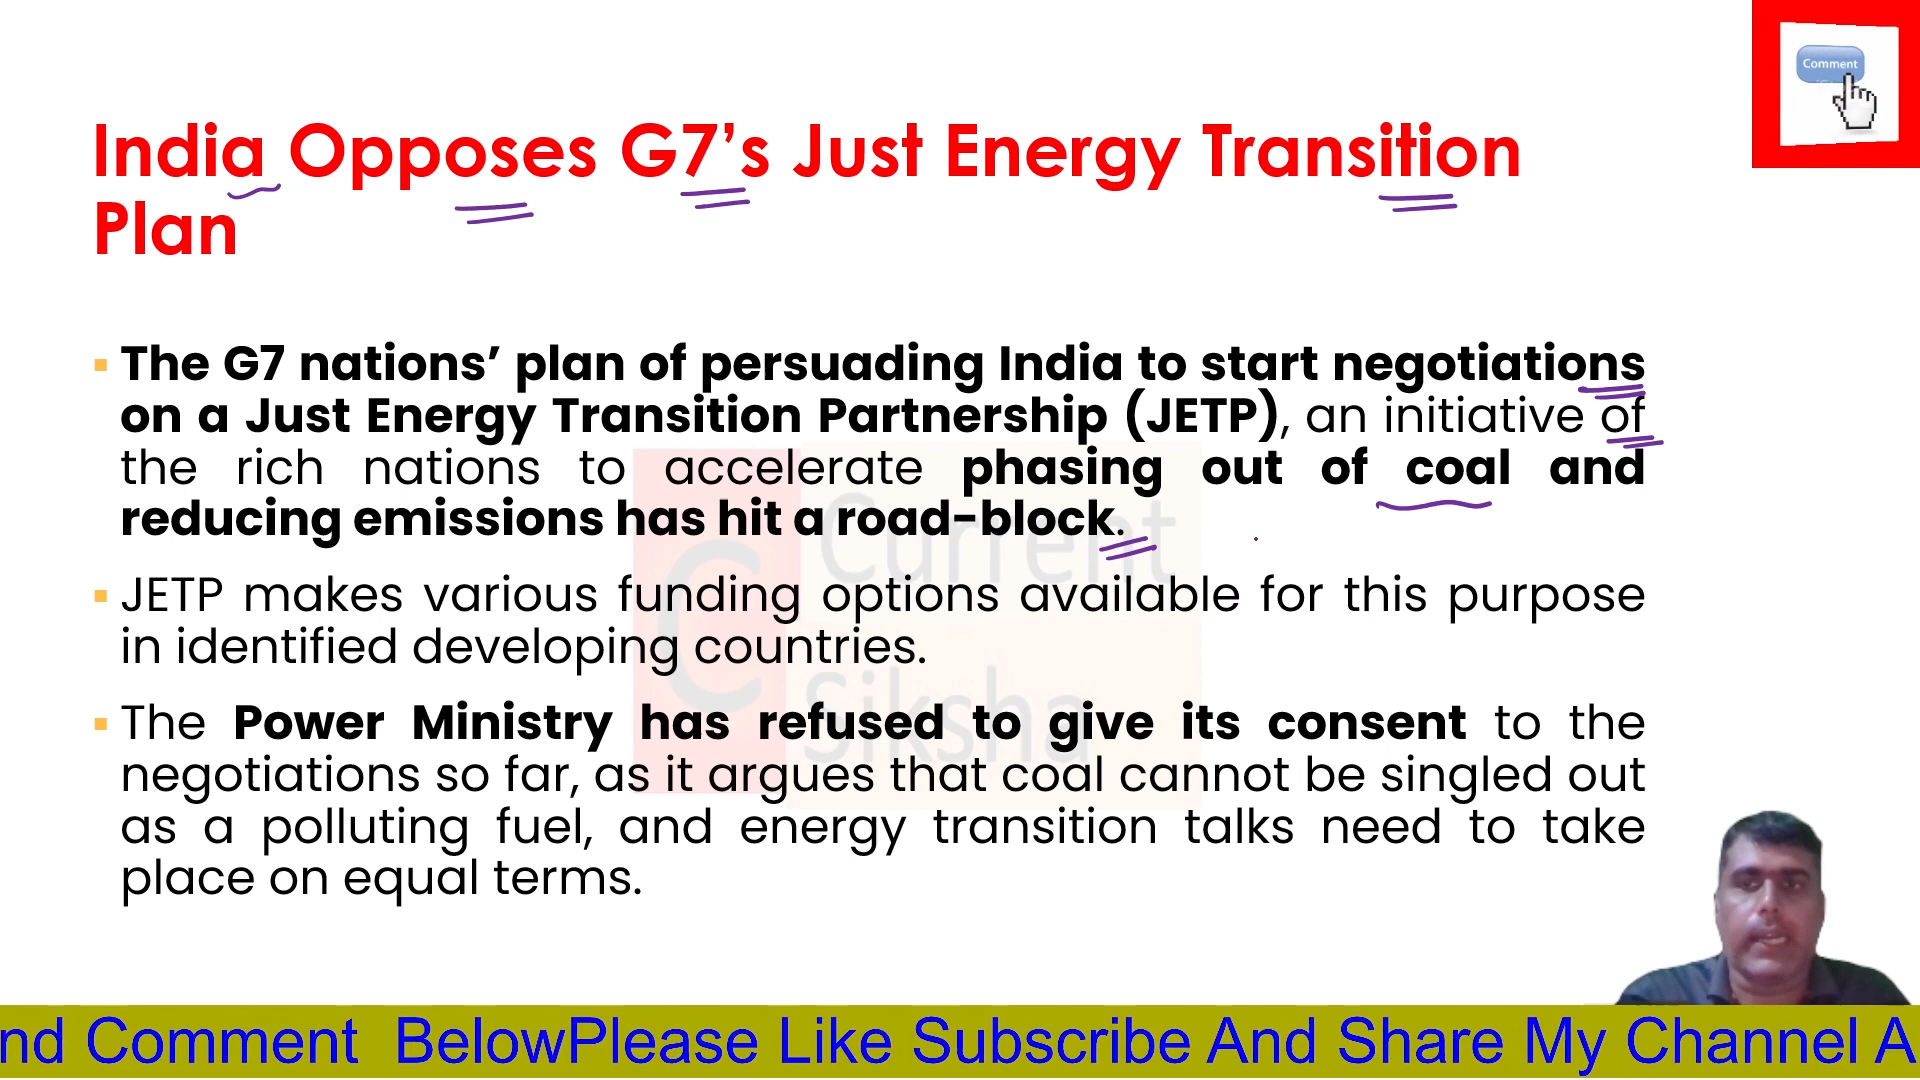 Comment
India Opposes G7’s Just Energy Transition
Plan
The G7 nations’ plan of persuading India to start negotiations
on a Just Energy Transition Partnership (JETP), an initiative of
the rich nations to accelerate phasing out of coal and
reducing emissions has hit a road-block.
JETP makes various funding options available for this purpose
in identified developing countries.
The Power Ministry has refused to give its consent to the
negotiations so far, as it argues that coal cannot be singled out
as a polluting fuel, and energy transition talks need to take
place on equal terms.
C Current
Siksha
nd Comment BelowPlease Like Subscribe And Share My Channel A